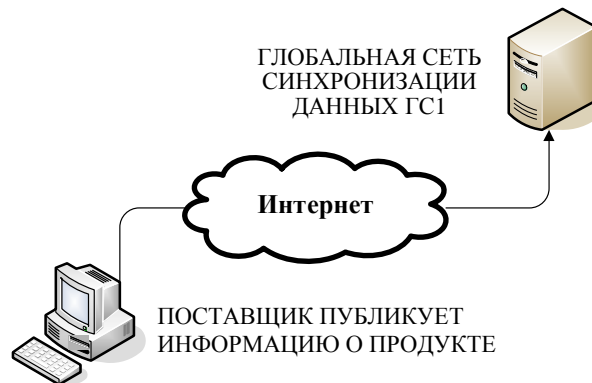 ГЛОБАЛЬНАЯ СЕТЬ
СИНХРОНИЗАЦИИ
ДАННЫХ ГС1
Интернет
ПОСТАВЩИК ПУБЛИКУЕТ
ИНФОРМАЦИЮ О ПРОДУКТЕ